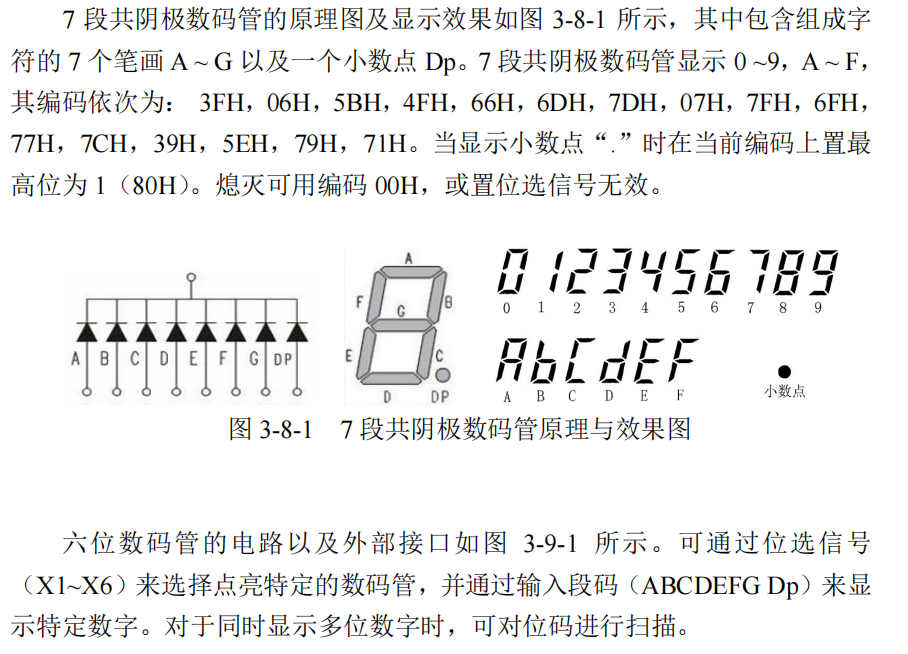 7 段共阴极数码管的原理图及显示效果如图 3-8-1 所示，其中包含组成字
符的 7 个笔画 A ~ G 以及一个小数点 Dp。7 段共阴极数码管显示 0 ~9，A ~ F，
其编码依次为： 3FH，06H，5BH，4FH，66H，6DH，7DH，07H，7FH，6FH，
77H，7CH，39H，5EH，79H，71H。当显示小数点“.”时在当前编码上置最
高位为 1（80H）。熄灭可用编码 00H，或置位选信号无效。
A B C D E F G DP
A
F B
G
E C
D DP
0 1 2 3 4 5 6 7 8 9
0 1 2 3 4 5 6 7 8 9
A b C d E F
A B C D E F
小数点
图 3-8-1 7 段共阴极数码管原理与效果图
六位数码管的电路以及外部接口如图 3-9-1 所示。可通过位选信号
（X1~X6）来选择点亮特定的数码管，并通过输入段码（ABCDEFG Dp）来显
示特定数字。对于同时显示多位数字时，可对位码进行扫描。